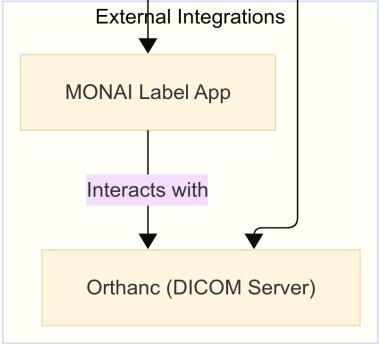 External Integrations
MONAI Label App
Interacts with
Orthanc (DICOM Server)